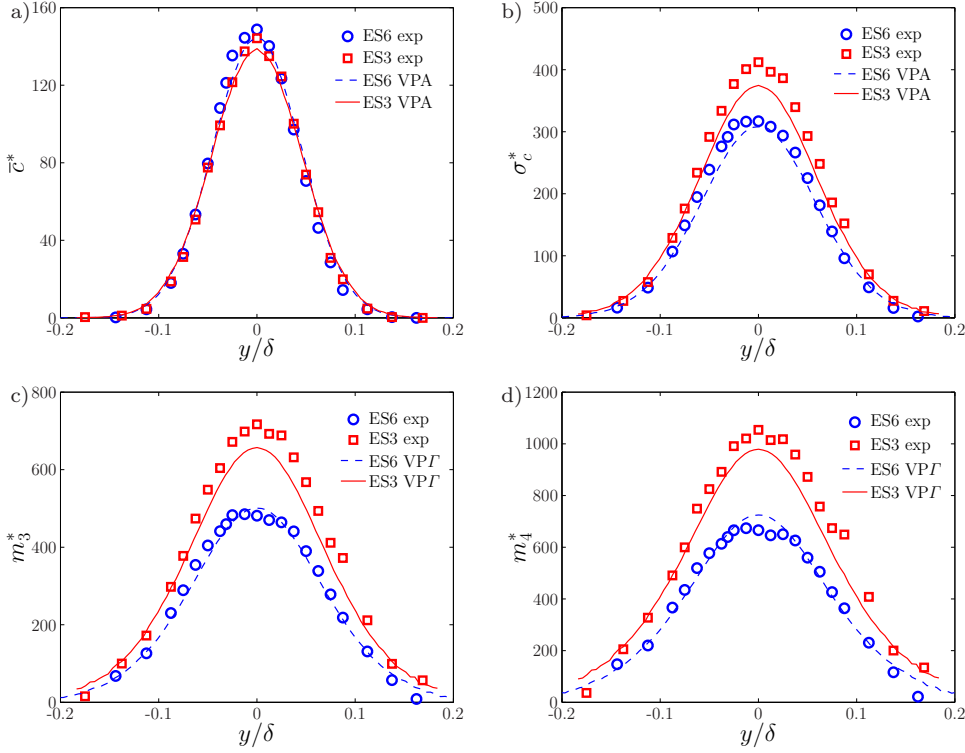 a)
160
120
80
40
0
c̄*
-0.2
-0.1
0
0.1
0.2
y/δ
ES6 exp
ES3 exp
ES6 VPA
ES3 VPA
b)
500
400
300
200
100
0
σ*c
-0.2
-0.1
0
0.1
0.2
y/δ
ES6 exp
ES3 exp
ES6 VPA
ES3 VPA
c)
800
600
400
200
0
m*3
-0.2
-0.1
0
0.1
0.2
y/δ
ES6 exp
ES3 exp
ES6 VPΓ
ES3 VPΓ
d)
1200
1000
800
600
400
200
0
m*4
-0.2
-0.1
0
0.1
0.2
y/δ
ES6 exp
ES3 exp
ES6 VPΓ
ES3 VPΓ